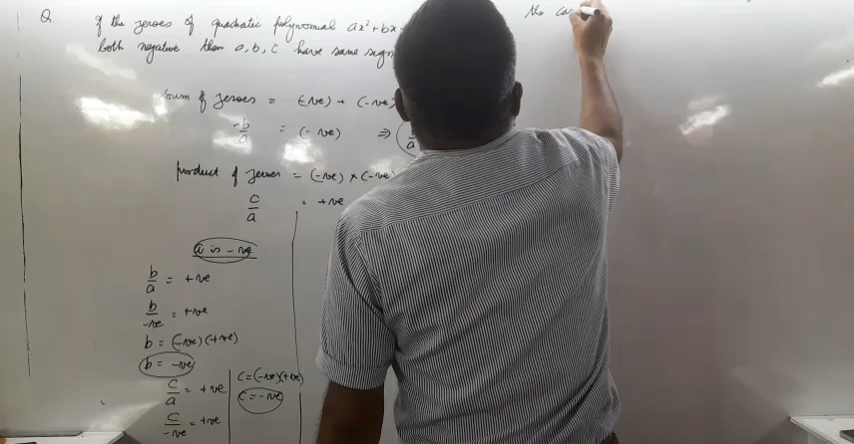 Q. If the zeroes of quadratic polynomial ax² + bx
both negative then a, b, c have same sign
Sum of zeroes = (-ve) + (-ve)
-b/a = (-ve) ⇒ ( /a
product of zeroes = (-ve) × (-ve)
c/a = +ve
a is -ve
b/a = +ve
b/-ve = +ve
b = (-ve)(+ve)
b = -ve
c/a = +ve
c/-ve = +ve
c = (-ve)(+ve)
c = -ve